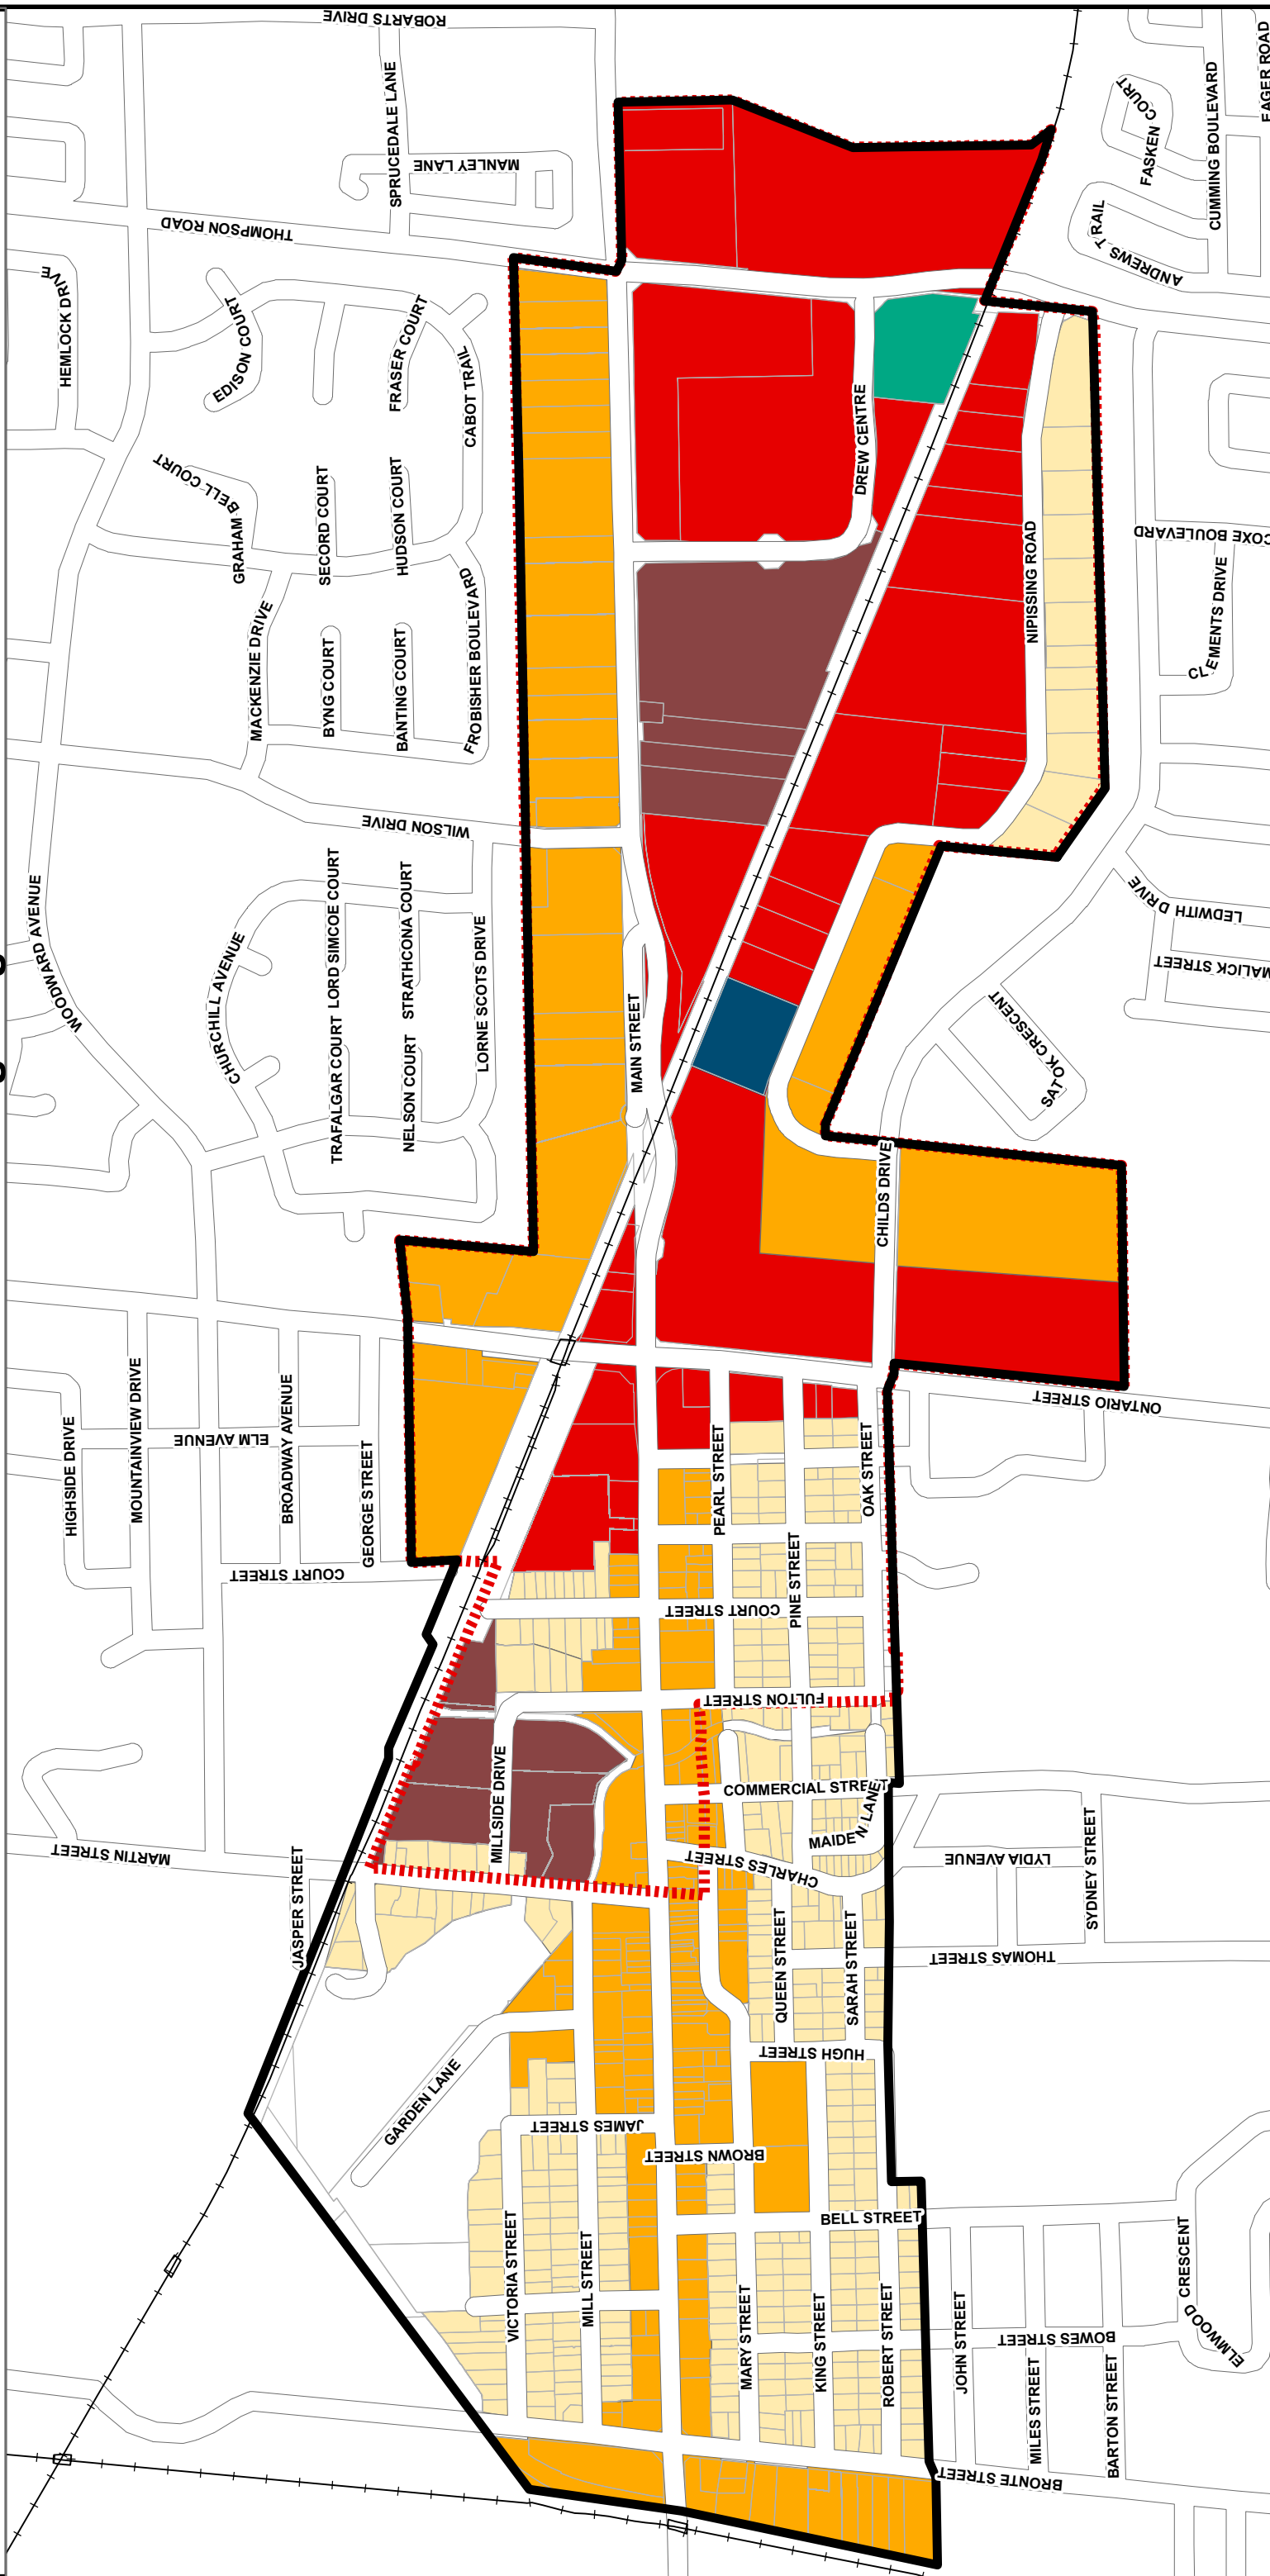 ROBARTS DRIVE
SPRUCEDALE LANE
MANLEY LANE
THOMPSON ROAD
FASKEN COURT
CUMMING BOULEVARD
ANDREWS TRAIL
HEMLOCK DRIVE
EDISON COURT
FRASER COURT
CABOT TRAIL
DREW CENTRE
BELL COURT
GRAHAM
SECORD COURT
HUDSON COURT
NIPISSING ROAD
COXE BOULEVARD
CLEMENTS DRIVE
MACKENZIE DRIVE
BYNG COURT
BANTING COURT
FROBISHER BOULEVARD
WILSON DRIVE
WOODWARD AVENUE
CHURCHILL AVENUE
LORD SIMCOE COURT
STRATHCONA COURT
LORNE SCOTS DRIVE
TRAFALGAR COURT
NELSON COURT
MAIN STREET
LEDWITH DRIVE
MALICK STREET
SATOK CRESCENT
CHILDS DRIVE
ONTARIO STREET
HIGHSIDE DRIVE
MOUNTAINVIEW DRIVE
ELM AVENUE
BROADWAY AVENUE
GEORGE STREET
PEARL STREET
OAK STREET
COURT STREET
COURT STREET
PINE STREET
FULTON STREET
MILLSIDE DRIVE
COMMERCIAL STREET
MAIDEN LANE
CHARLES STREET
MARTIN STREET
JASPER STREET
LYDIA AVENUE
SYDNEY STREET
QUEEN STREET
SARAH STREET
THOMAS STREET
HUGH STREET
GARDEN LANE
JAMES STREET
BROWN STREET
BELL STREET
VICTORIA STREET
MILL STREET
MARY STREET
KING STREET
ROBERT STREET
JOHN STREET
BOWES STREET
ELMWOOD CRESCENT
MILES STREET
BARTON STREET
BRONTE STREET